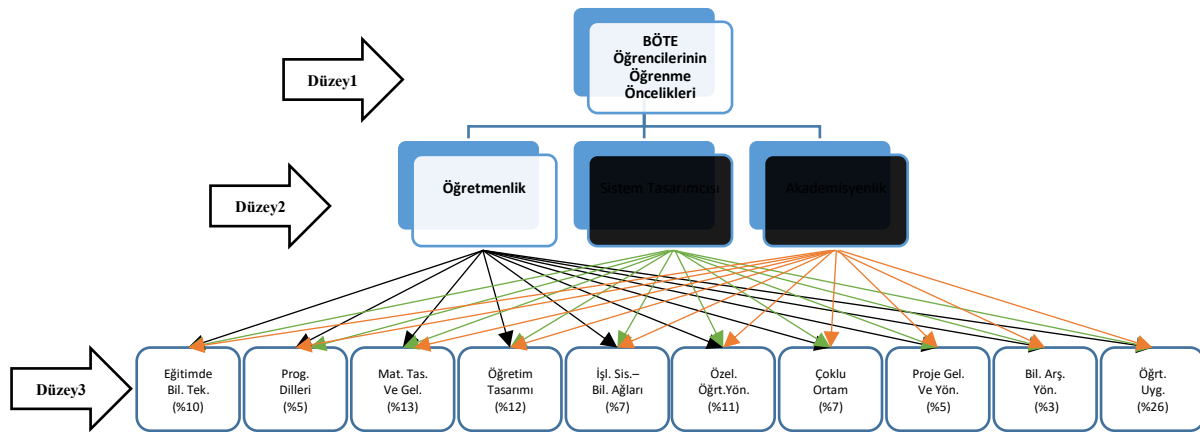 BÖTE
Öğrencilerinin
Öğrenme
Öncelikleri
Düzey1
Öğretmenlik
Sistem Tasarımcısı
Akademisyenlik
Düzey2
Düzey3
Eğitimde
Bil. Tek.
(%10)
Prog.
Dilleri
(%5)
Mat. Tas.
Ve Gel.
(%13)
Öğretim
Tasarımı
(%12)
İşl. Sis.–
Bil. Ağları
(%7)
Özel.
Öğrt.Yön.
(%11)
Çoklu
Ortam
(%7)
Proje Gel.
Ve Yön.
(%5)
Bil. Arş.
Yön.
(%3)
Öğrt.
Uyg.
(%26)